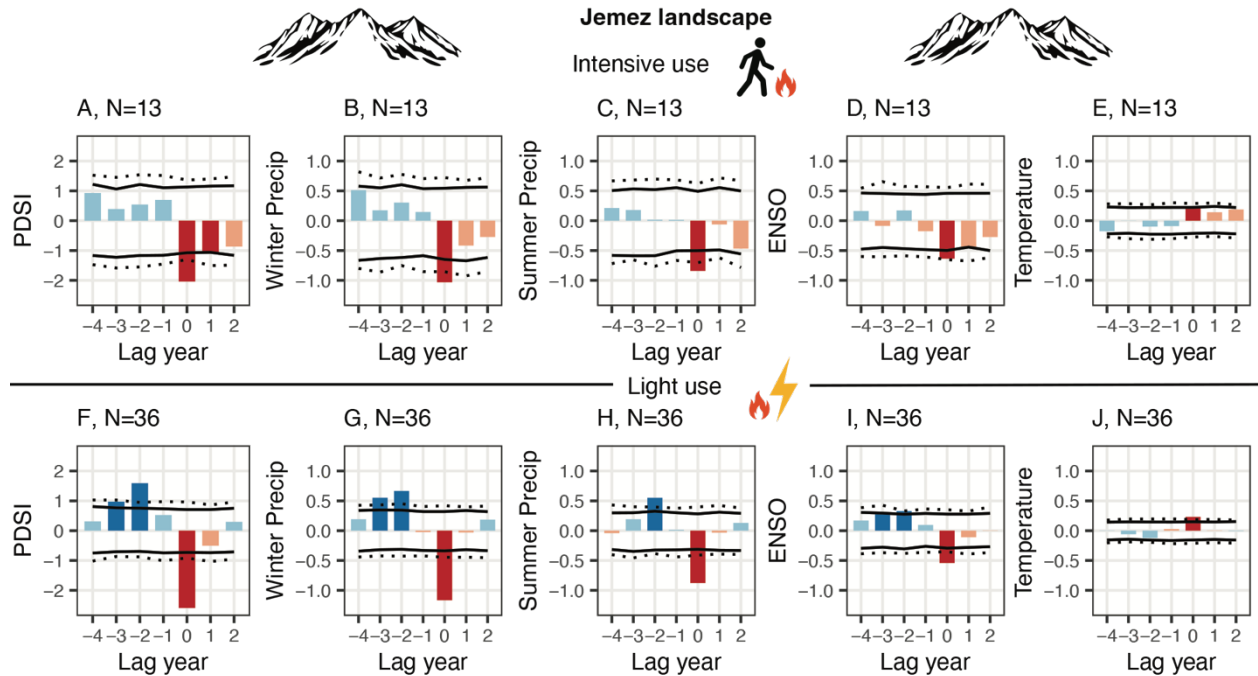 Jemez landscape
Intensive use
A, N=13
B, N=13
C, N=13
D, N=13
E, N=13
PDSI
2
1
0
−1
−2
−4 −3 −2 −1 0 1 2
Lag year
Winter Precip
1.0
0.5
0.0
−0.5
−1.0
−4 −3 −2 −1 0 1 2
Lag year
Summer Precip
1.0
0.5
0.0
−0.5
−1.0
−4 −3 −2 −1 0 1 2
Lag year
ENSO
1.0
0.5
0.0
−0.5
−1.0
−4 −3 −2 −1 0 1 2
Lag year
Temperature
1.0
0.5
0.0
−0.5
−1.0
−4 −3 −2 −1 0 1 2
Lag year
Light use
F, N=36
G, N=36
H, N=36
I, N=36
J, N=36
PDSI
2
1
0
−1
−2
−4 −3 −2 −1 0 1 2
Lag year
Winter Precip
1.0
0.5
0.0
−0.5
−1.0
−4 −3 −2 −1 0 1 2
Lag year
Summer Precip
1.0
0.5
0.0
−0.5
−1.0
−4 −3 −2 −1 0 1 2
Lag year
ENSO
1.0
0.5
0.0
−0.5
−1.0
−4 −3 −2 −1 0 1 2
Lag year
Temperature
1.0
0.5
0.0
−0.5
−1.0
−4 −3 −2 −1 0 1 2
Lag year